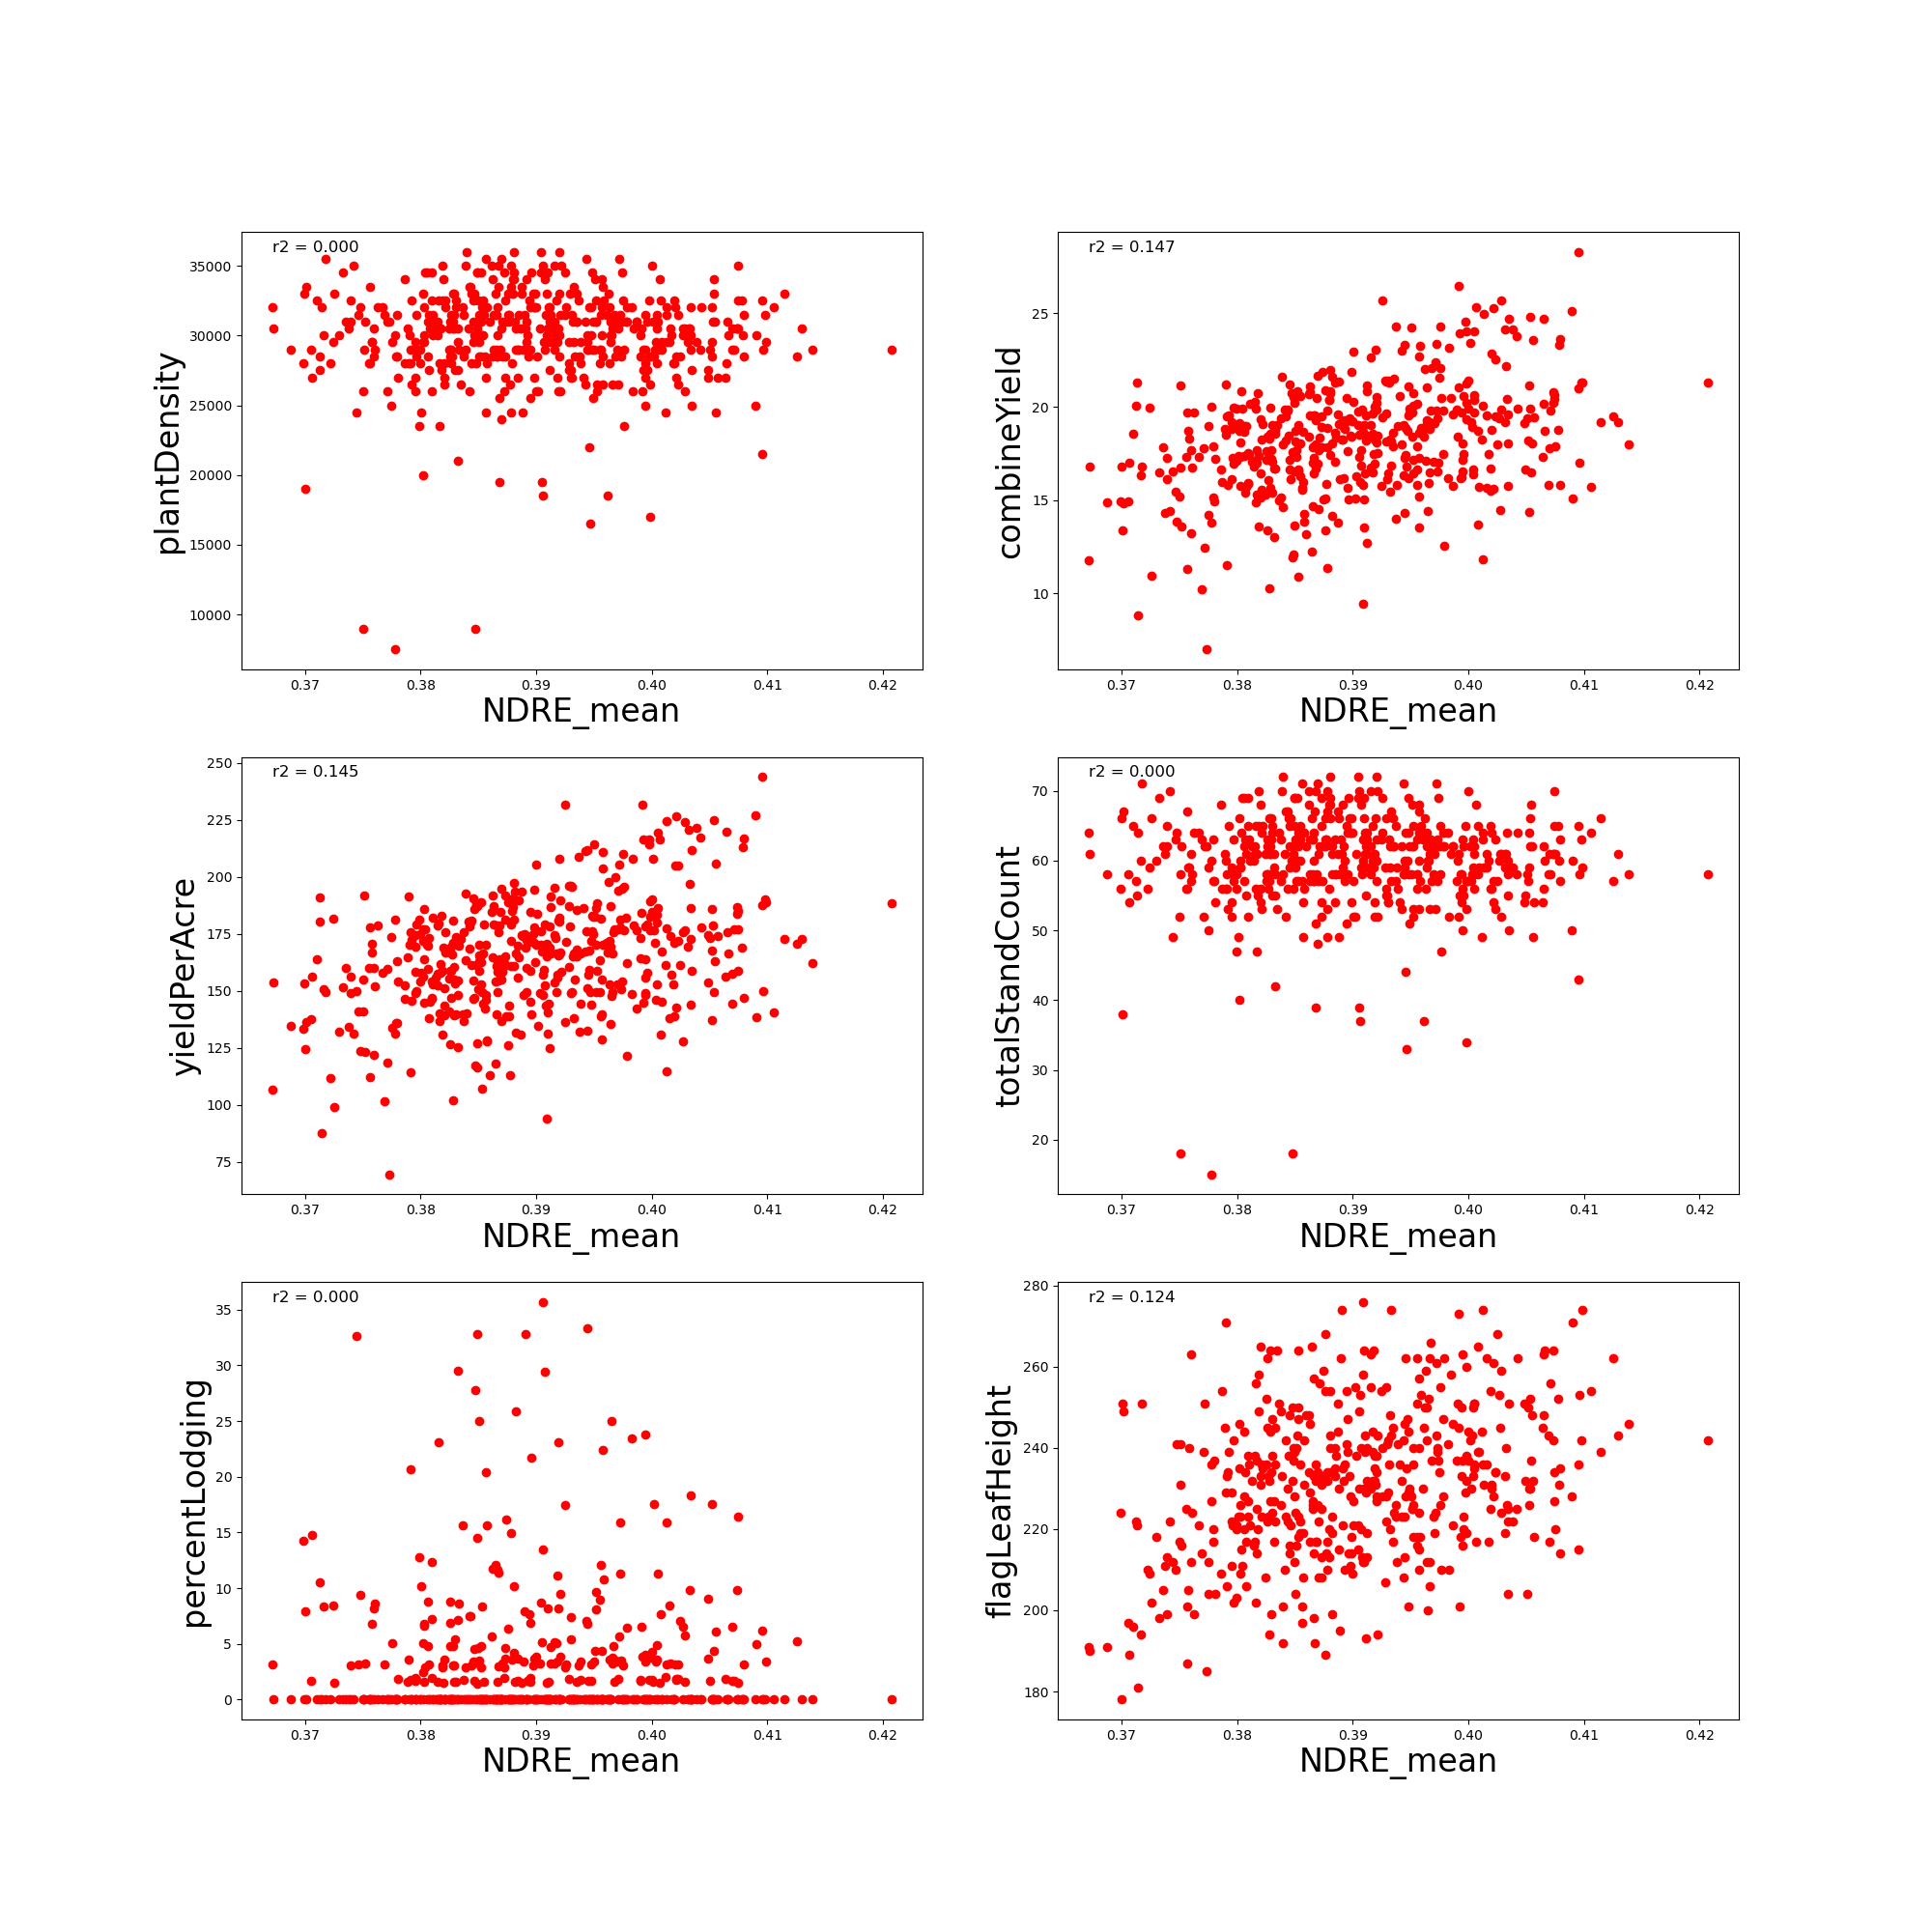 r2 = 0.000
plantDensity
35000
30000
25000
20000
15000
10000
0.37 0.38 0.39 0.40 0.41 0.42
NDRE_mean
r2 = 0.147
combineYield
25
20
15
10
0.37 0.38 0.39 0.40 0.41 0.42
NDRE_mean
r2 = 0.145
yieldPerAcre
250
225
200
175
150
125
100
75
0.37 0.38 0.39 0.40 0.41 0.42
NDRE_mean
r2 = 0.000
totalStandCount
70
60
50
40
30
20
0.37 0.38 0.39 0.40 0.41 0.42
NDRE_mean
r2 = 0.000
percentLodging
35
30
25
20
15
10
5
0
0.37 0.38 0.39 0.40 0.41 0.42
NDRE_mean
r2 = 0.124
flagLeafHeight
280
260
240
220
200
180
0.37 0.38 0.39 0.40 0.41 0.42
NDRE_mean